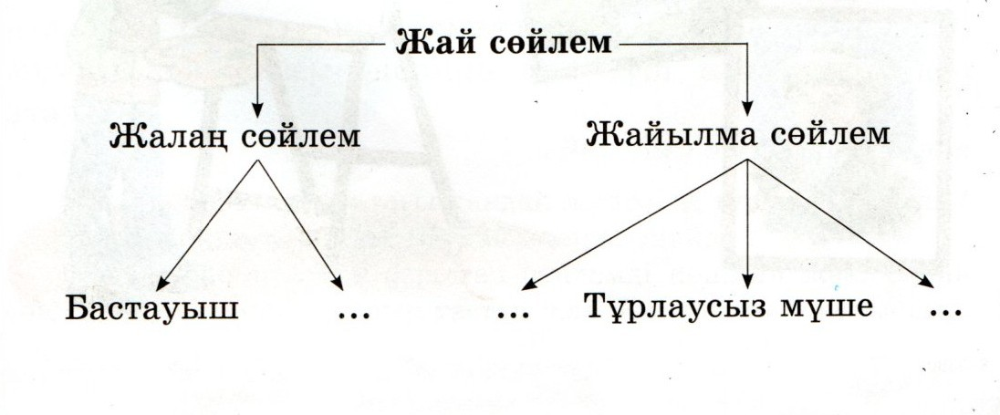 Жай сөйлем
Жалаң сөйлем Жайылма сөйлем
Бастауыш ... ... Тұрлаусыз мүше ...